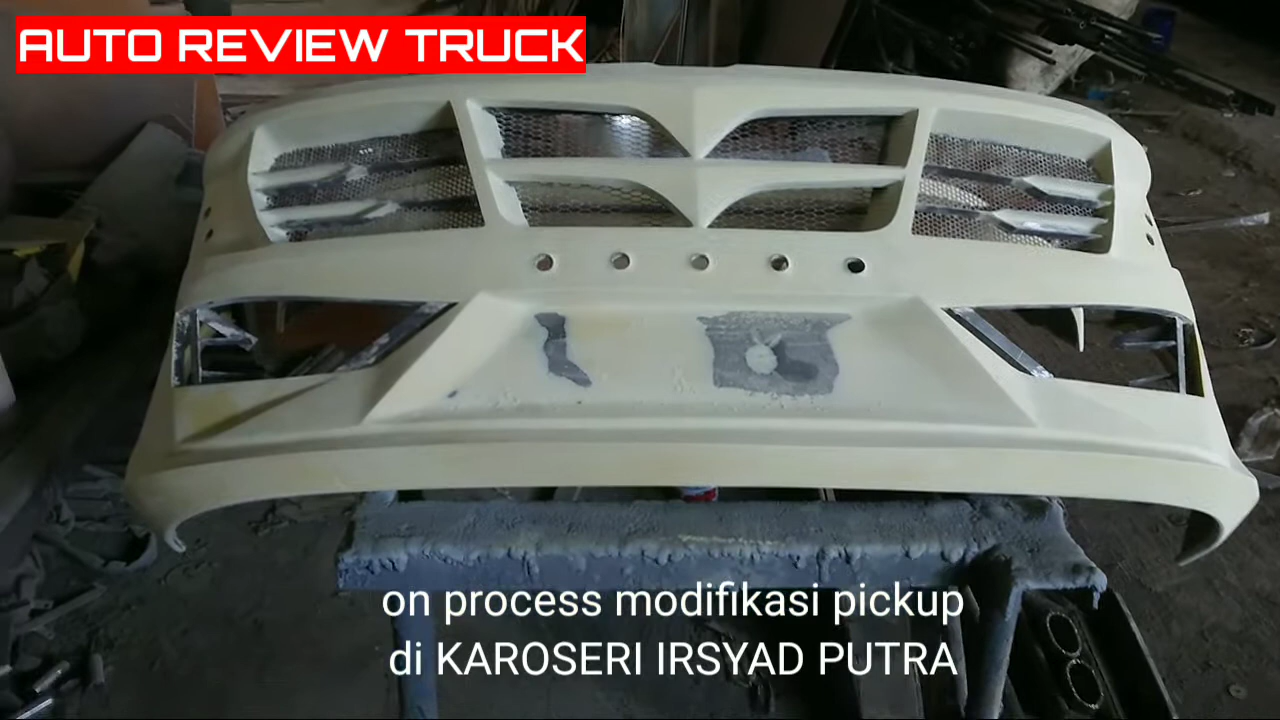 AUTO REVIEW TRUCK
on process modifikasi pickup
di KAROSERI IRSYAD PUTRA